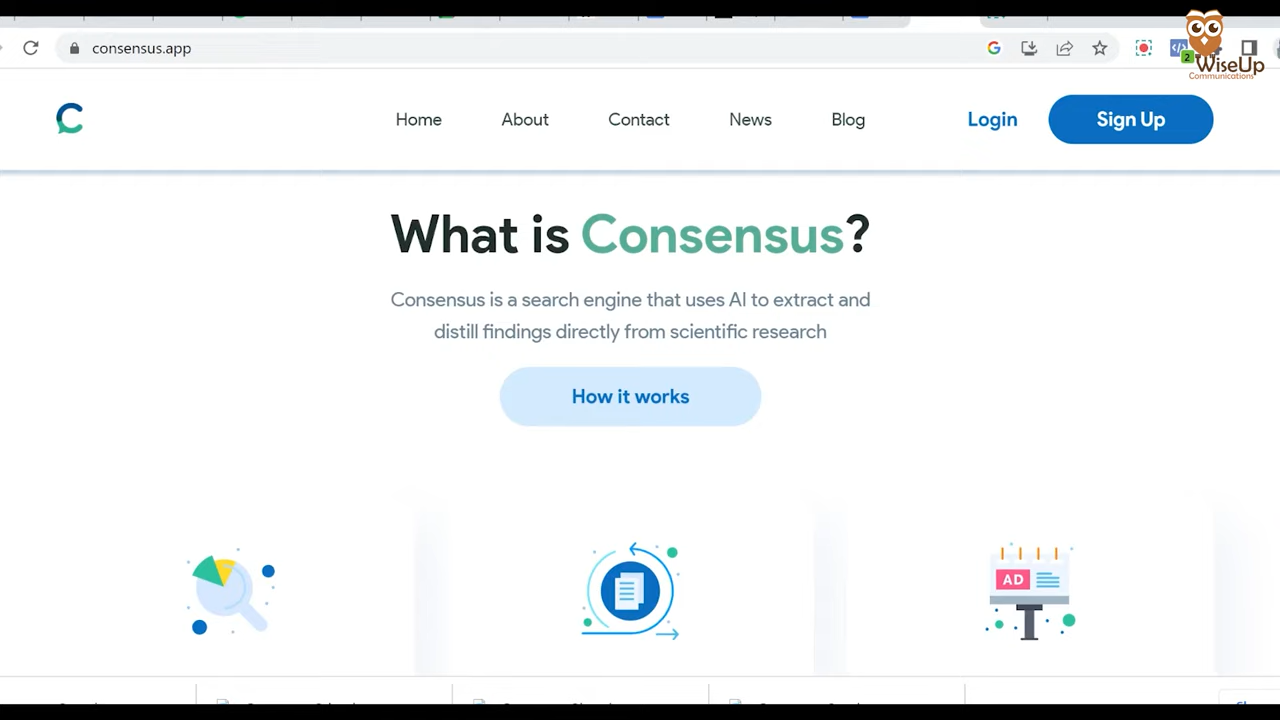 consensus.app
2
WiseUp
Communications
Home About Contact News Blog Login Sign Up
What is Consensus?
Consensus is a search engine that uses AI to extract and
distill findings directly from scientific research
How it works
AD